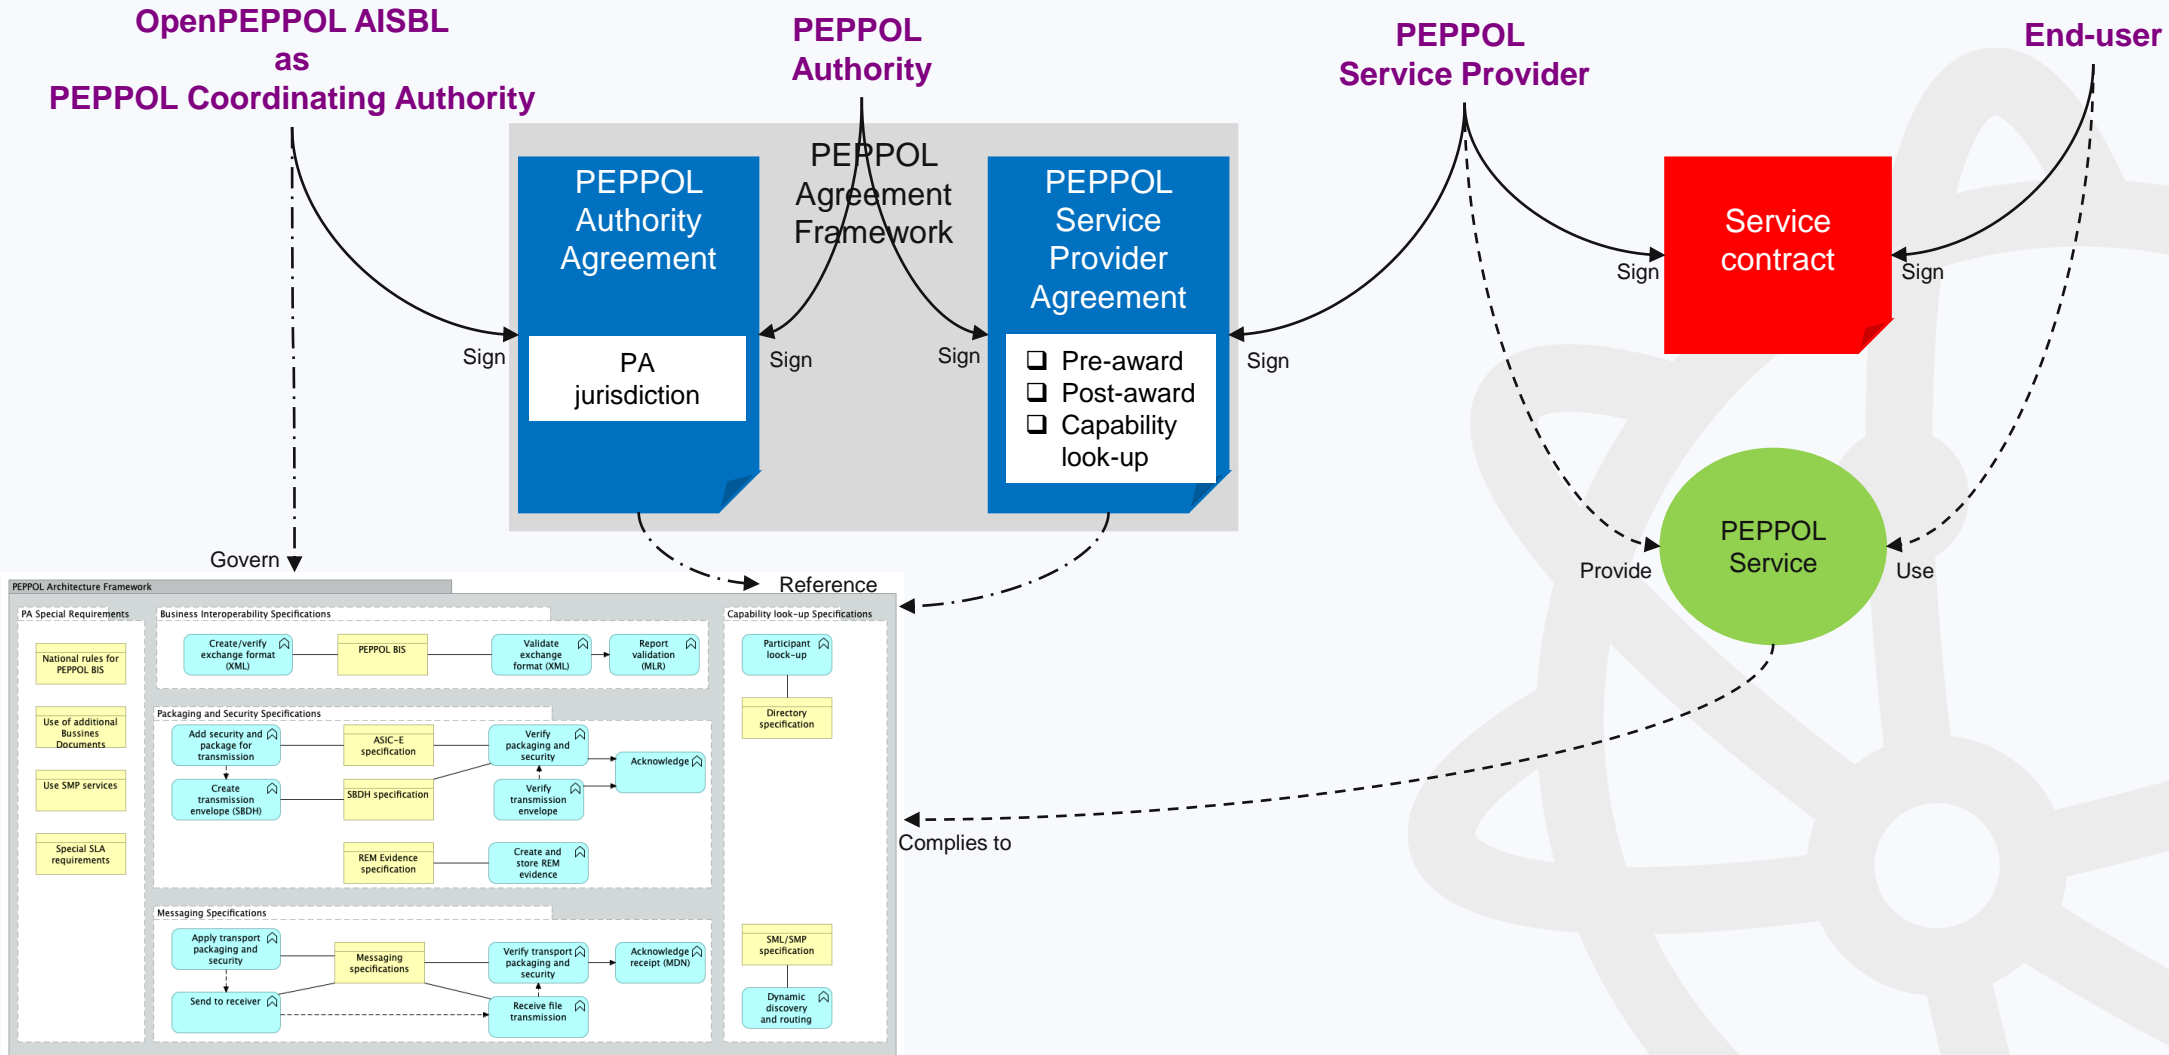 OpenPEPPOL AISBL
as
PEPPOL Coordinating Authority
PEPPOL
Authority
PEPPOL
Service Provider
End-user
PEPPOL
Agreement
Framework
PEPPOL
Authority
Agreement
PA
jurisdiction
PEPPOL
Service
Provider
Agreement
❑ Pre-award
❑ Post-award
❑ Capability
look-up
Service
contract
Sign
Sign
Sign
Sign
Sign
Sign
PEPPOL
Service
Provide
Use
Govern
Reference
Complies to
PEPPOL Architecture Framework
PA Special Requirements
National rules for
PEPPOL BIS
Use of additional
Bussines
Documents
Use SMP services
Special SLA
requirements
Business Interoperability Specifications
Create/verify
exchange format
(XML)
PEPPOL BIS
Validate
exchange
format (XML)
Report
validation
(MLR)
Packaging and Security Specifications
Add security and
package for
transmission
ASIC-E
specification
Verify
packaging and
security
Acknowledge
Create
transmission
envelope (SBDH)
SBDH specification
Verify
transmission
envelope
REM Evidence
specification
Create and
store REM
evidence
Messaging Specifications
Apply transport
packaging and
security
Messaging
specifications
Verify transport
packaging and
security
Acknowledge
receipt (MDN)
Send to receiver
Receive file
transmission
Capability look-up Specifications
Participant
loock-up
Directory
specification
SML/SMP
specification
Dynamic
discovery
and routing